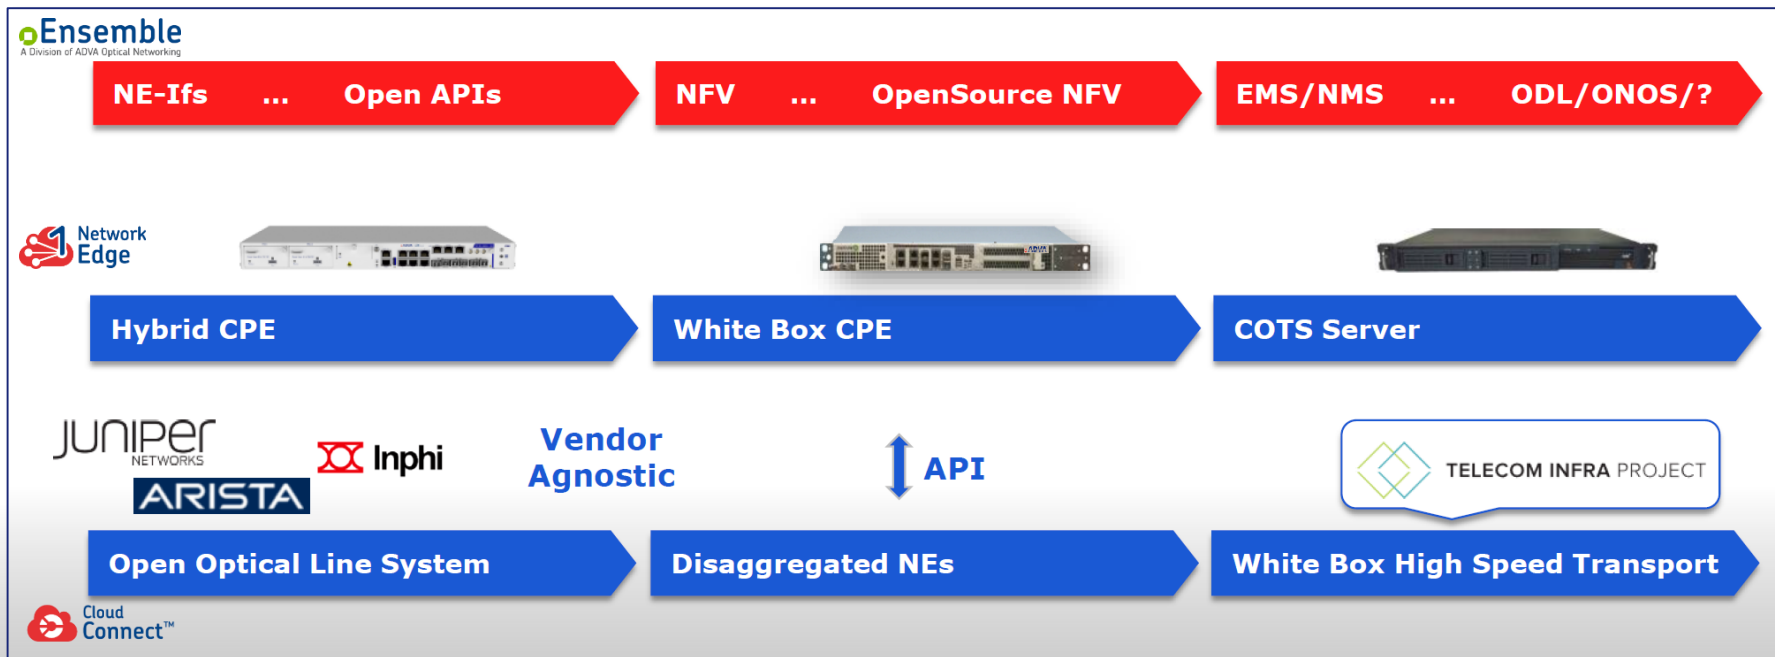 Ensemble
A Division of ADVA Optical Networking
NE-Ifs ... Open APIs
NFV ... OpenSource NFV
EMS/NMS ... ODL/ONOS/?
1 Network
Edge
ADVA
Hybrid CPE
White Box CPE
COTS Server
JUNIPER
NETWORKS
ARISTA
Inphi
Vendor
Agnostic
API
TELECOM INFRA PROJECT
Open Optical Line System
Disaggregated NEs
White Box High Speed Transport
Cloud
Connect™